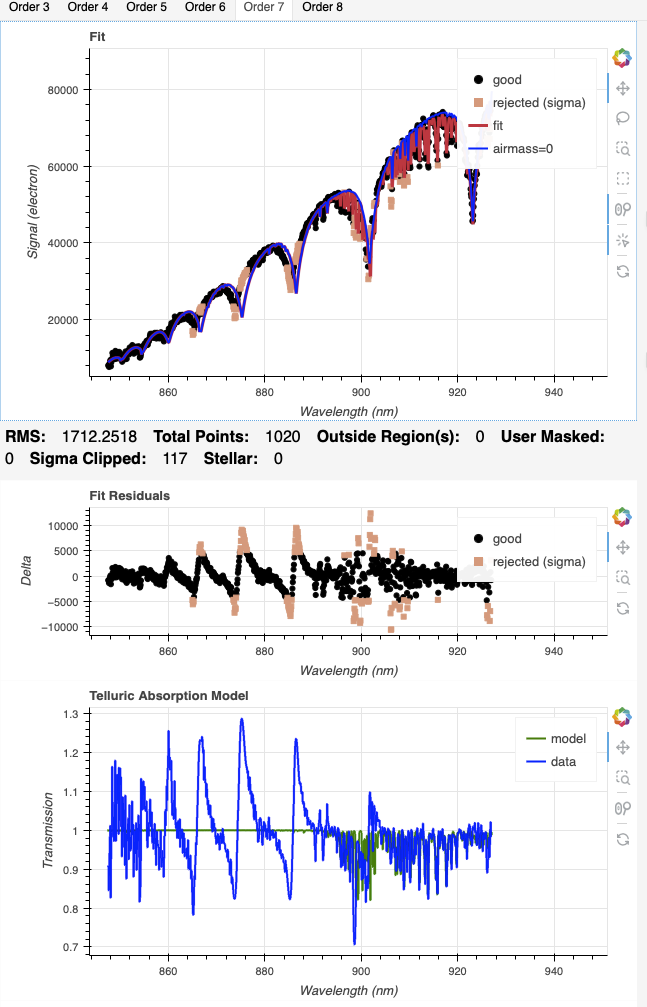 Order 3 Order 4 Order 5 Order 6 Order 7 Order 8
Fit
80000
60000
40000
20000
Signal (electron)
good
rejected (sigma)
fit
airmass=0
860 880 900 920 940
Wavelength (nm)
RMS: 1712.2518 Total Points: 1020 Outside Region(s): 0 User Masked:
0 Sigma Clipped: 117 Stellar: 0
Fit Residuals
10000
5000
0
−5000
−10000
Delta
good
rejected (sigma)
860 880 900 920 940
Wavelength (nm)
Telluric Absorption Model
1.3
1.2
1.1
1
0.9
0.8
0.7
Transmission
model
data
860 880 900 920 940
Wavelength (nm)